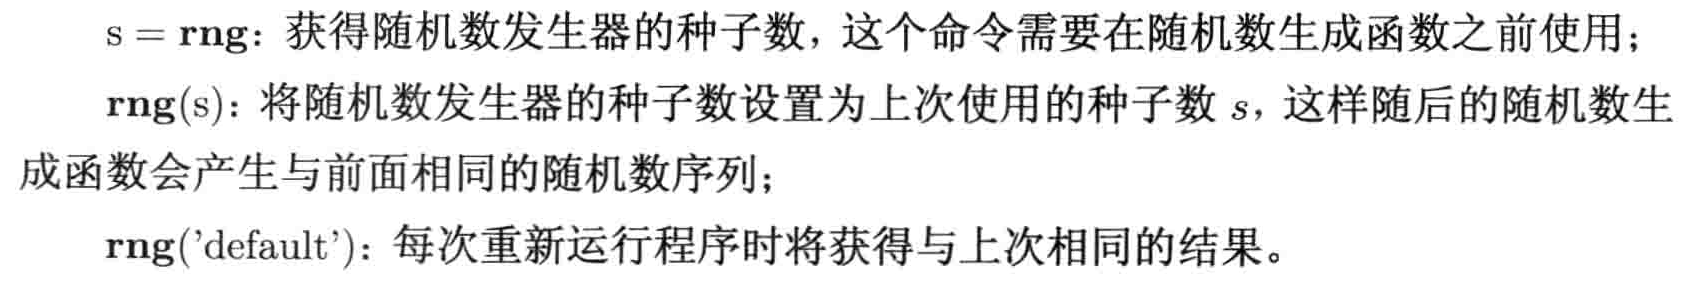 s = rng: 获得随机数发生器的种子数, 这个命令需要在随机数生成函数之前使用;
rng(s): 将随机数发生器的种子数设置为上次使用的种子数 s, 这样随后的随机数生
成函数会产生与前面相同的随机数序列;
rng(’default’): 每次重新运行程序时将获得与上次相同的结果。